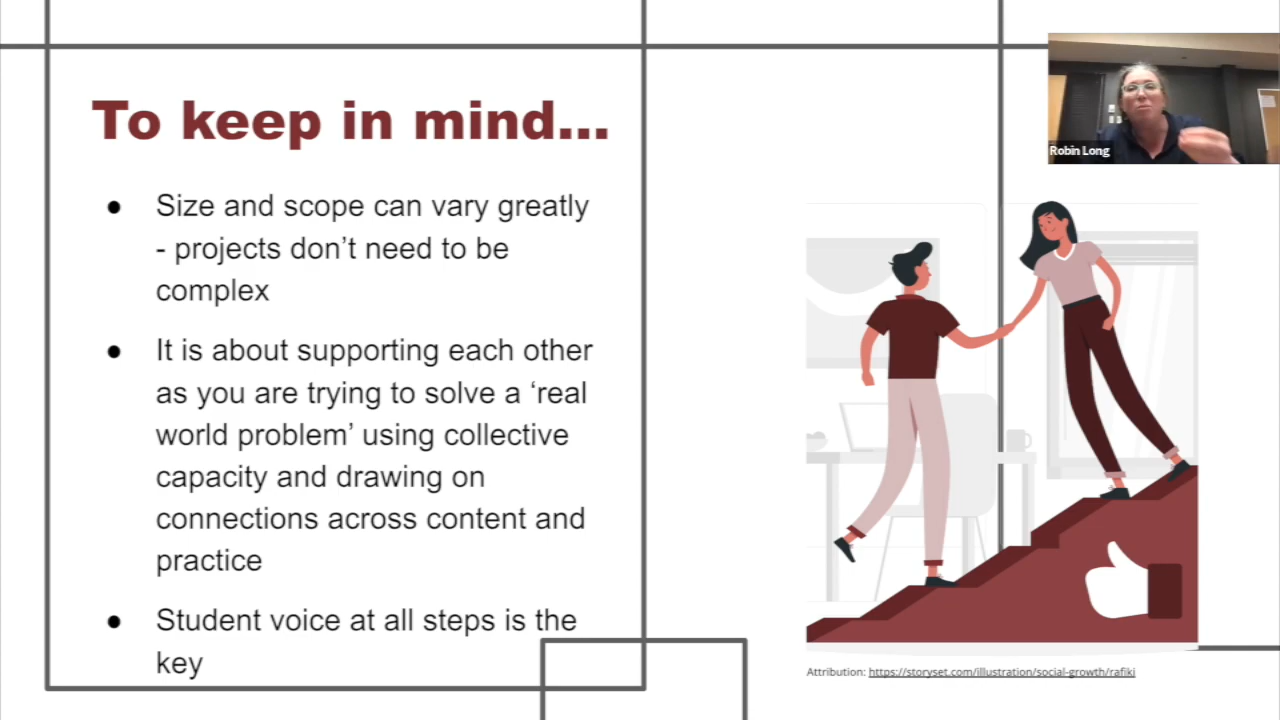 To keep in mind...
● Size and scope can vary greatly
- projects don’t need to be
complex
● It is about supporting each other
as you are trying to solve a ‘real
world problem’ using collective
capacity and drawing on
connections across content and
practice
● Student voice at all steps is the
key
Robin Long
Attribution: https://storyset.com/illustration/social-growth/rafiki